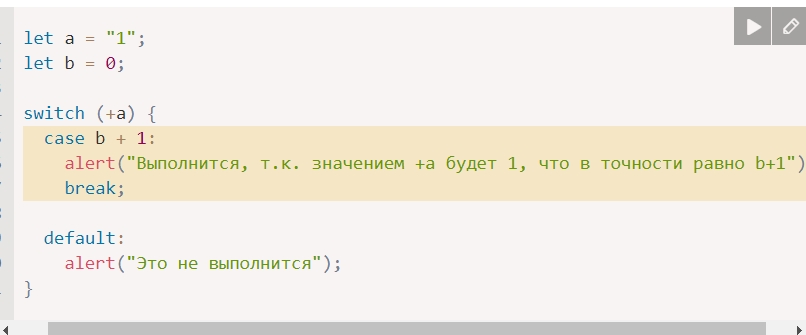 let a = "1";
let b = 0;
switch (+a) {
case b + 1:
alert("Выполнится, т.к. значением +a будет 1, что в точности равно b+1")
break;
default:
alert("Это не выполнится");
}